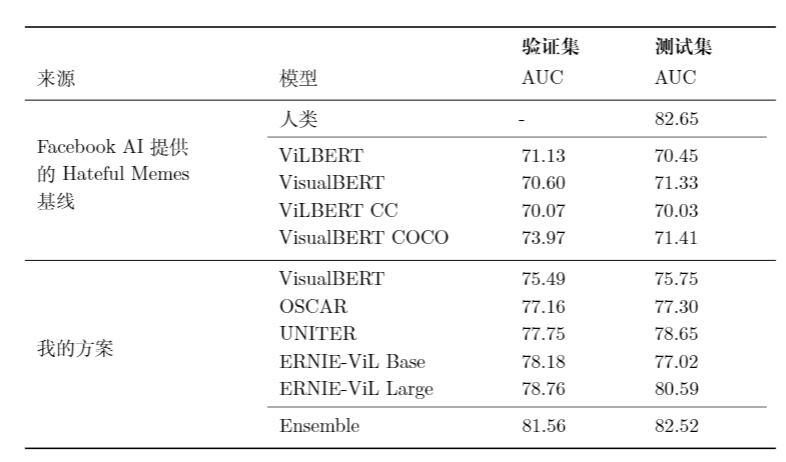 验证集 测试集
来源 模型 AUC AUC
人类 - 82.65
Facebook AI 提供
的 Hateful Memes
基线
ViLBERT 71.13 70.45
VisualBERT 70.60 71.33
ViLBERT CC 70.07 70.03
VisualBERT COCO 73.97 71.41
我的方案
VisualBERT 75.49 75.75
OSCAR 77.16 77.30
UNITER 77.75 78.65
ERNIE-ViL Base 78.18 77.02
ERNIE-ViL Large 78.76 80.59
Ensemble 81.56 82.52